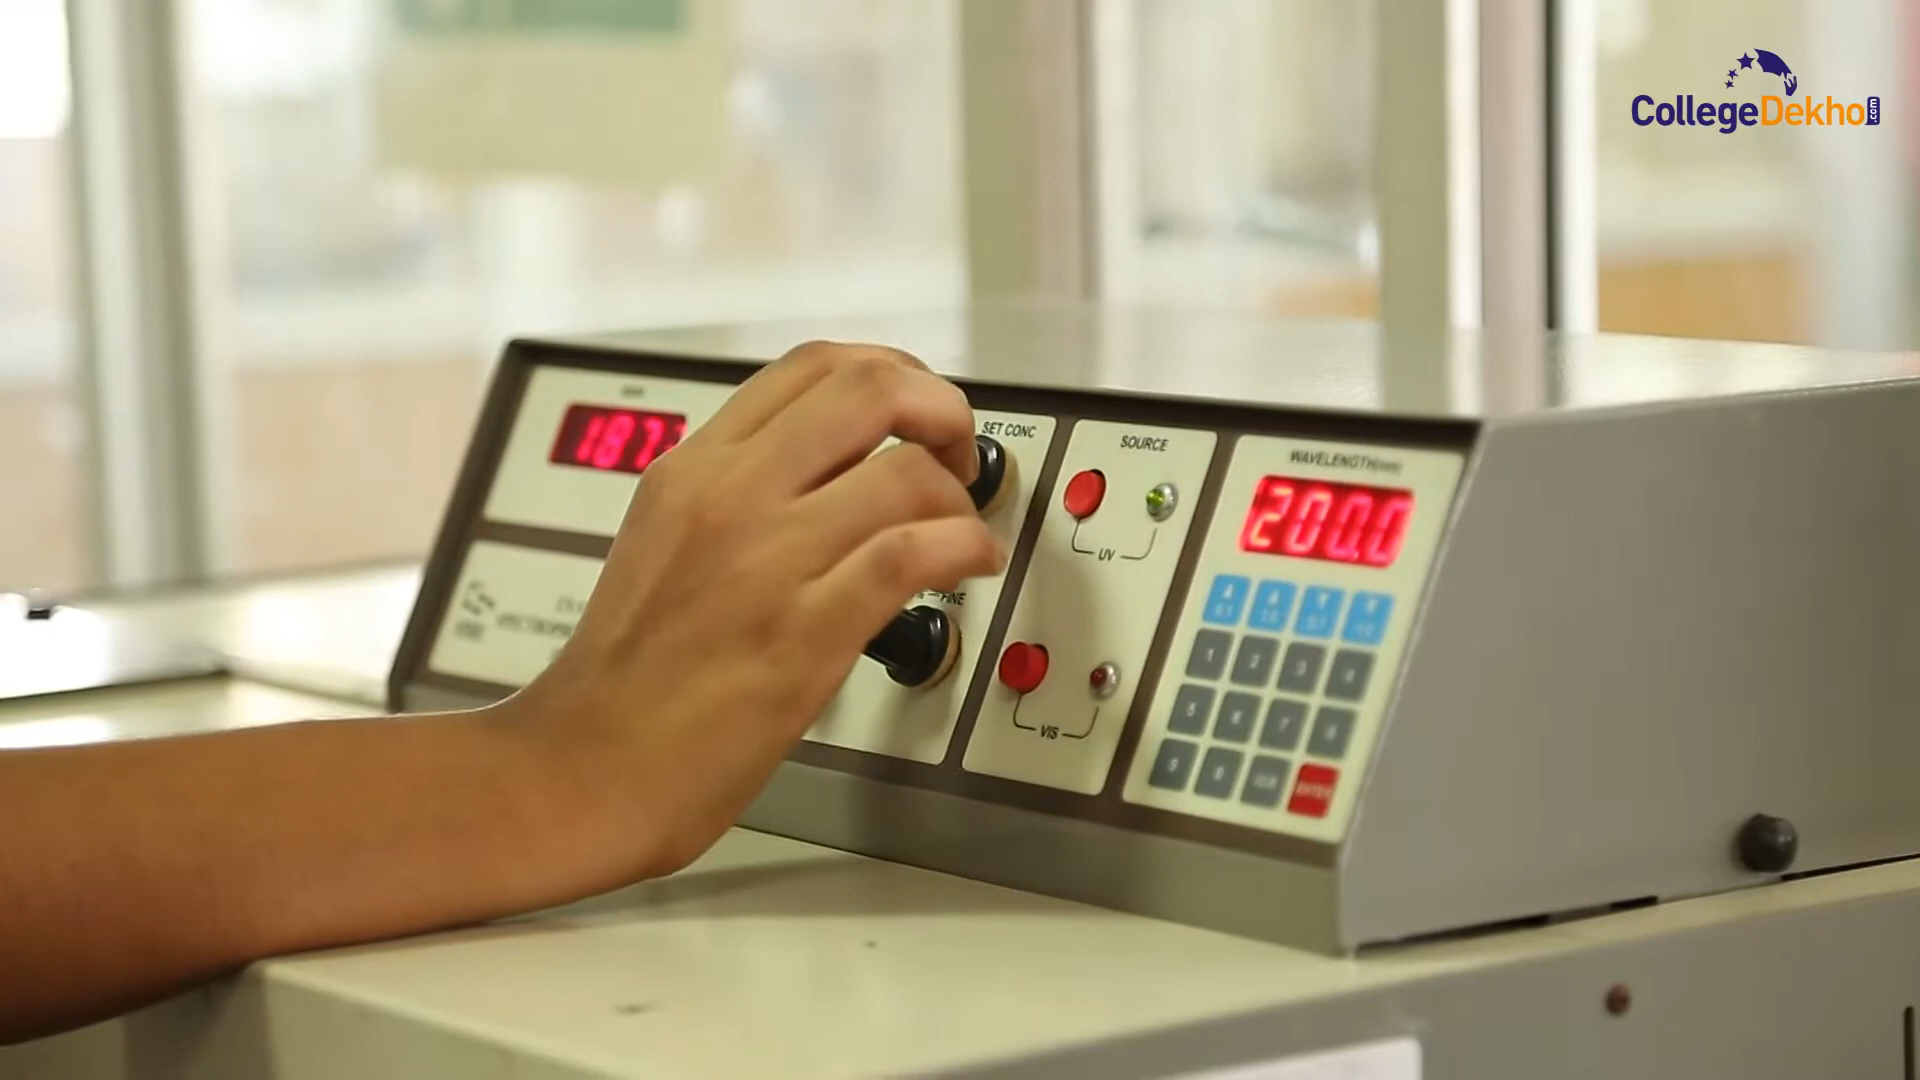 CollegeDekho.com
187.
SET CONC
FINE
SOURCE
UV
VIS
WAVELENGTH(nm)
200.0
1 2 3 4
5 6 7 8
9 0 CLR ENTER